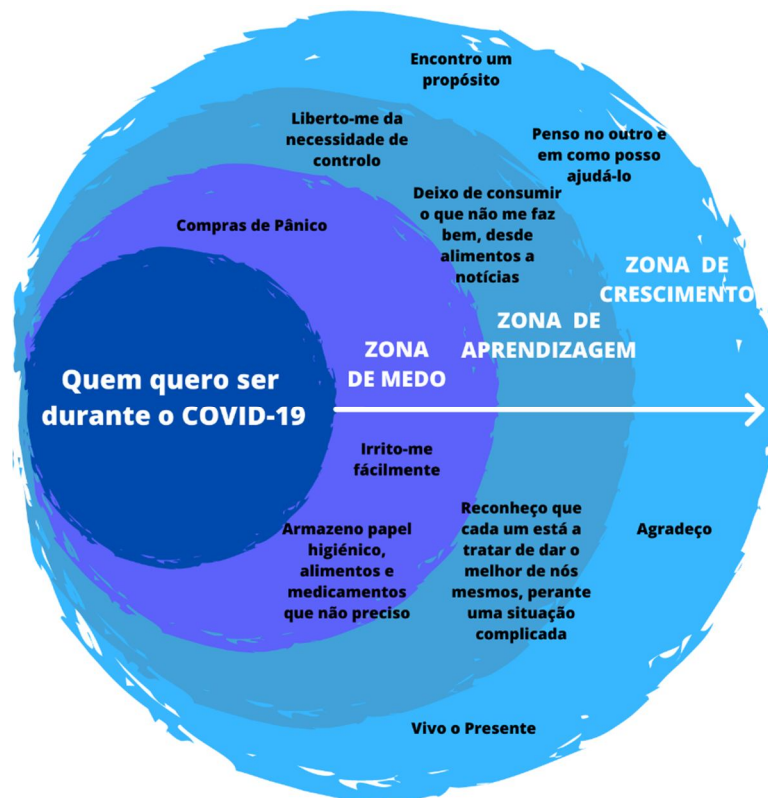 Encontro um
propósito
Liberto-me da
necessidade de
controlo
Penso no outro e
em como posso
ajudá-lo
Deixo de consumir
o que não me faz
bem, desde
alimentos a
notícias
Compras de Pânico
ZONA DE
CRESCIMENTO
ZONA DE
APRENDIZAGEM
ZONA
DE MEDO
Quem quero ser
durante o COVID-19
Irrito-me
fácilmente
Armazeno papel
higiénico,
alimentos e
medicamentos
que não preciso
Reconheço que
cada um está a
tratar de dar o
melhor de nós
mesmos, perante
uma situação
complicada
Agradeço
Vivo o Presente